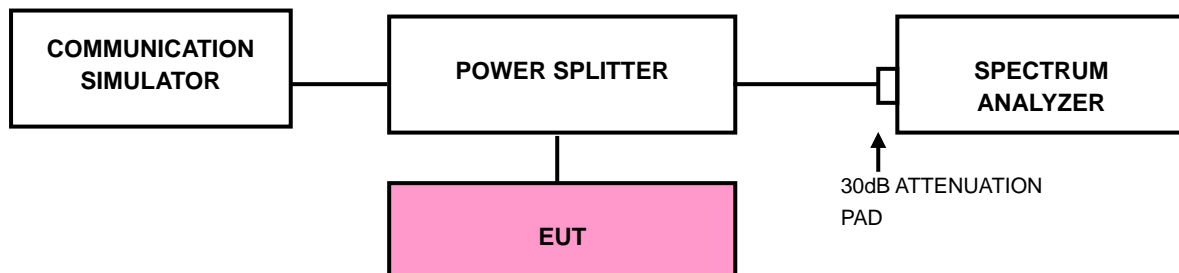 COMMUNICATION
SIMULATOR
POWER SPLITTER
SPECTRUM
ANALYZER
30dB ATTENUATION
PAD
EUT